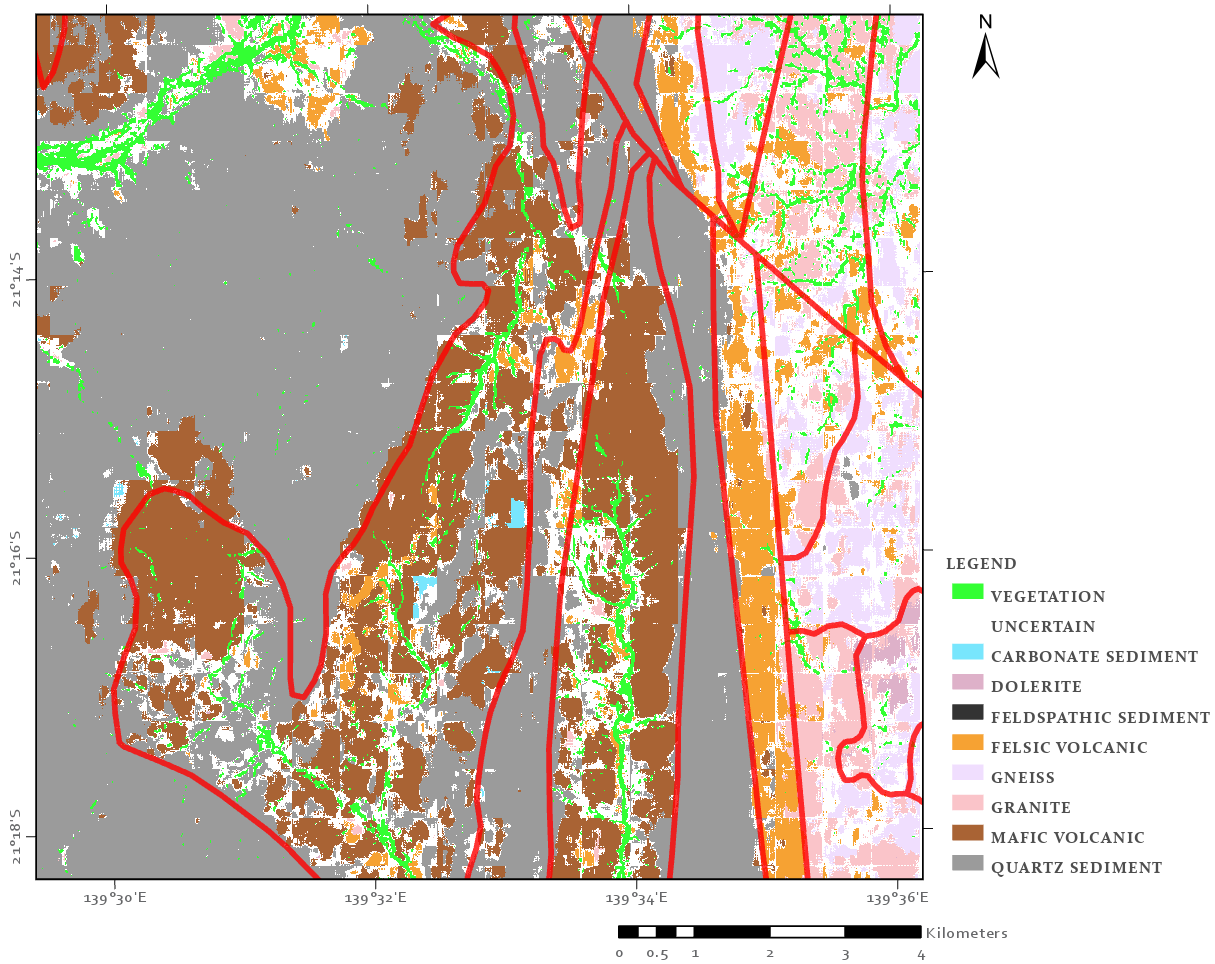 N
21°14'S
21°16'S
21°18'S
139°30'E
139°32'E
139°34'E
139°36'E
LEGEND
VEGETATION
UNCERTAIN
CARBONATE SEDIMENT
DOLERITE
FELDSPATHIC SEDIMENT
FELSIC VOLCANIC
GNEISS
GRANITE
MAFIC VOLCANIC
QUARTZ SEDIMENT
Kilometers
0 0.5 1 2 3 4